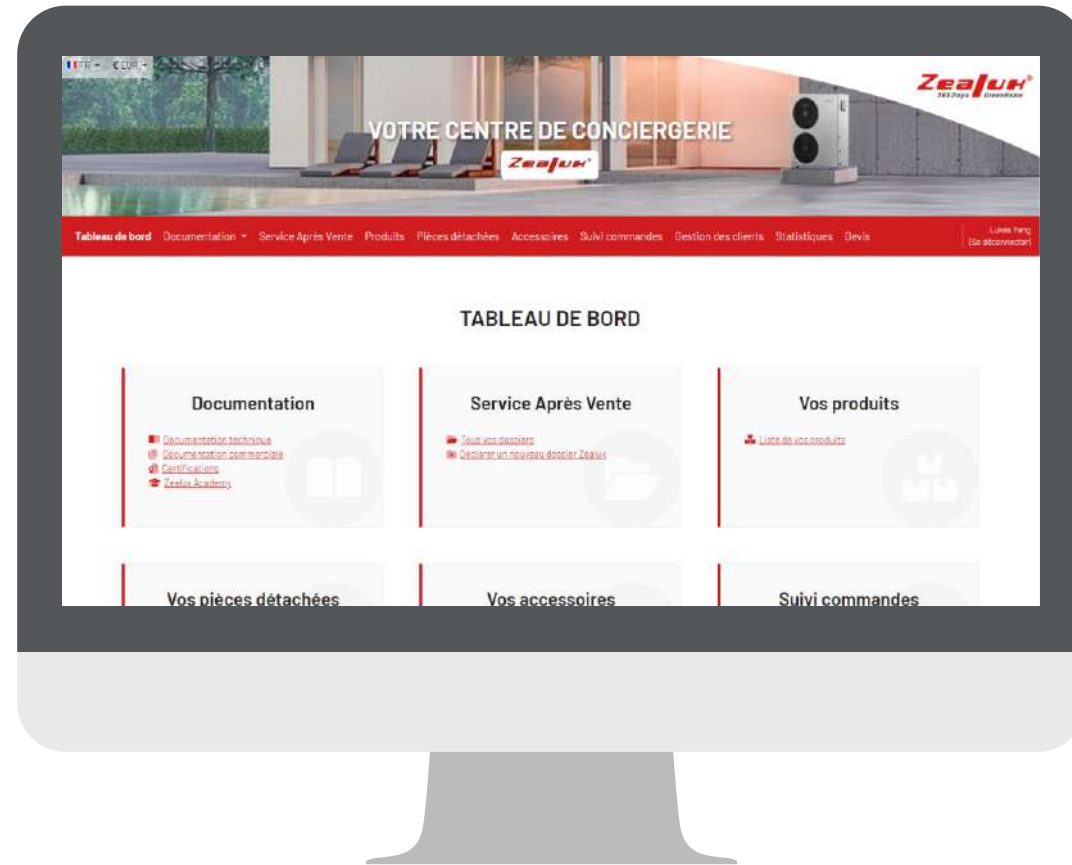 FR
EUR
Zealux
365 Days GreenHome
VOTRE CENTRE DE CONCIERGERIE
Zealux
Tableau de bord Documentation Service Après Vente Produits Pièces détachées Accessoires Suivi commandes Gestion des clients Statistiques Devis
[Se déconnecter]
TABLEAU DE BORD
Documentation
Documentation technique
Documentation commerciale
Certifications
Zealux Academy
Service Après Vente
Tous vos dossiers
Déclarer un nouveau dossier Zealux
Vos produits
Liste de vos produits
Vos pièces détachées
Vos accessoires
Suivi commandes